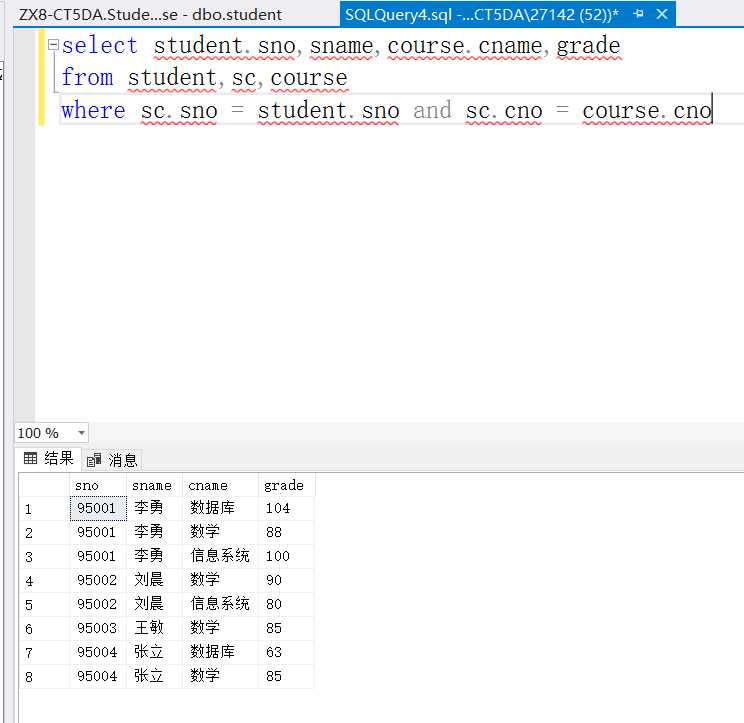 ZX8-CT5DA.Stude...se - dbo.student
SQLQuery4.sql -...CT5DA\27142 (52))*
select student.sno,sname,course.cname,grade
from student,sc,course
where sc.sno = student.sno and sc.cno = course.cno
100 %
结果 消息
sno sname cname grade
1 95001 李勇 数据库 104
2 95001 李勇 数学 88
3 95001 李勇 信息系统 100
4 95002 刘晨 数学 90
5 95002 刘晨 信息系统 80
6 95003 王敏 数学 85
7 95004 张立 数据库 63
8 95004 张立 数学 85